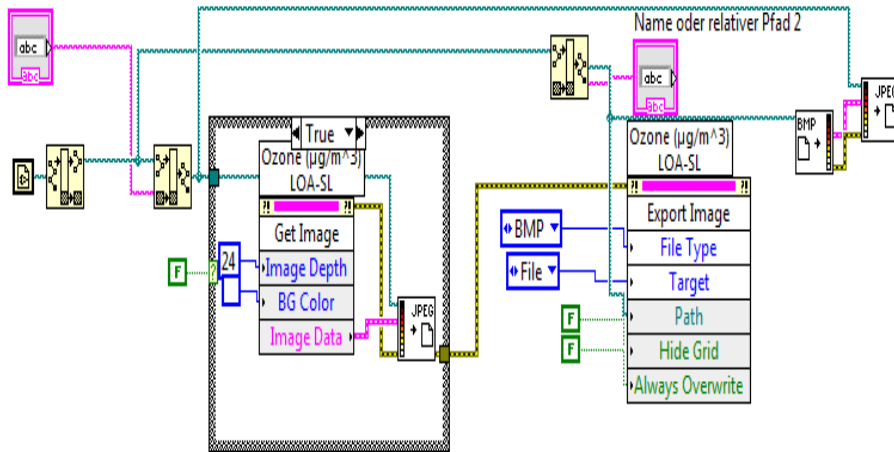 Name oder relativer Pfad 2
abc
abc
abc
abc
JPEG
BMP
True
Ozone (µg/m^3)
LOA-SL
Get Image
24
Image Depth
F
?
BG Color
Image Data
JPEG
Ozone (µg/m^3)
LOA-SL
Export Image
BMP
File Type
File
Target
F
Path
F
Hide Grid
Always Overwrite